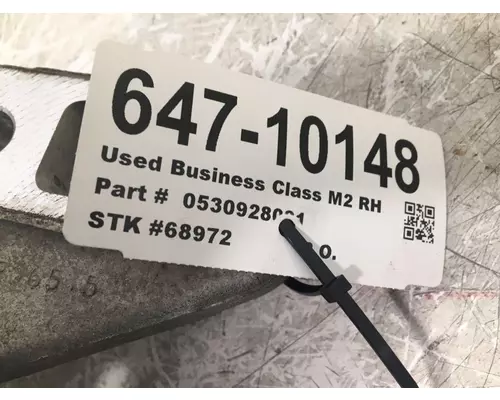 647-10148
Used Business Class M2 RH
Part #
STK #68972
o.